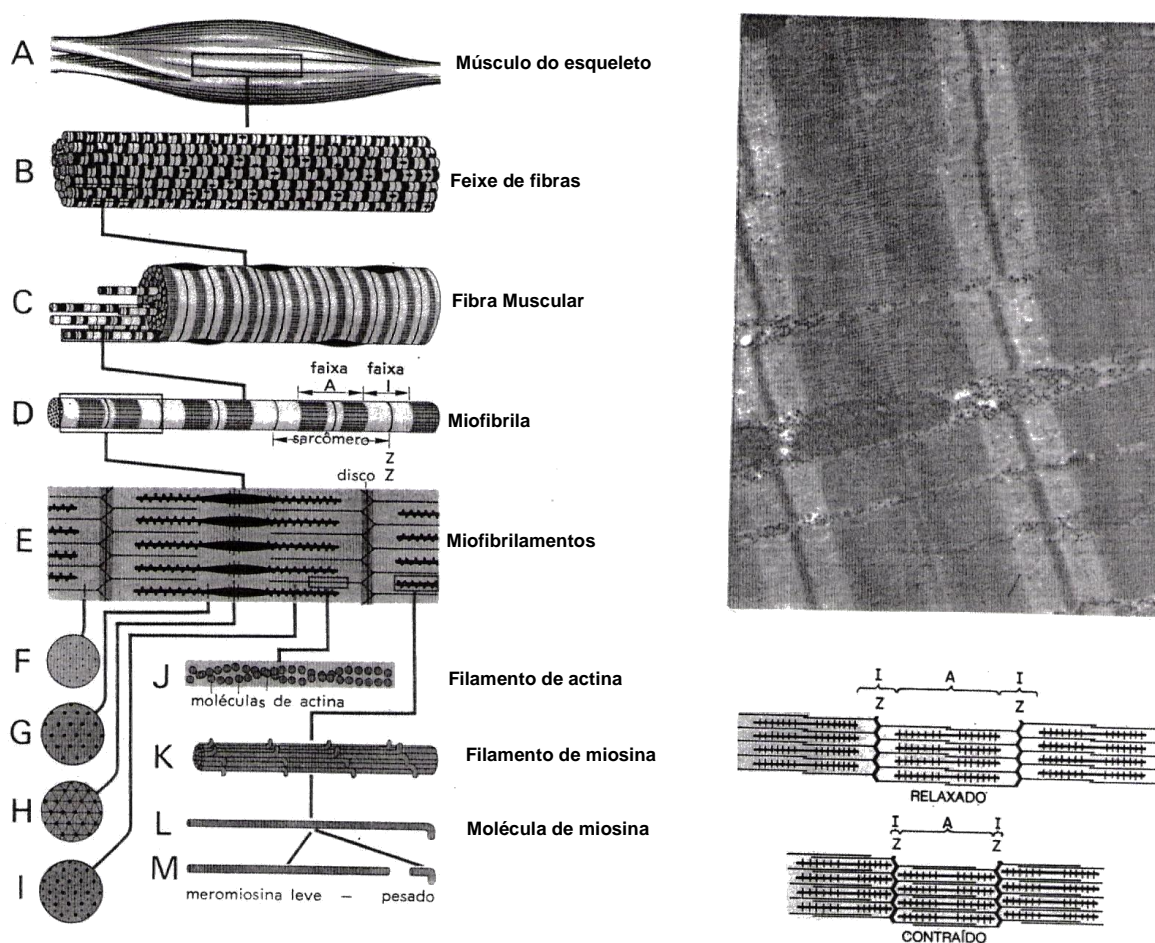 A
Músculo do esqueleto
B
Feixe de fibras
C
Fibra Muscular
faixa
A
faixa
I
D
Miofibrila
sarcômero
Z
disco Z
E
Miofibrilamentos
F
J
Filamento de actina
moléculas de actina
G
K
Filamento de miosina
H
L
Molécula de miosina
M
I
meromiosina leve – pesado
I A I
Z Z
RELAXADO
I A I
Z Z
CONTRAÍDO